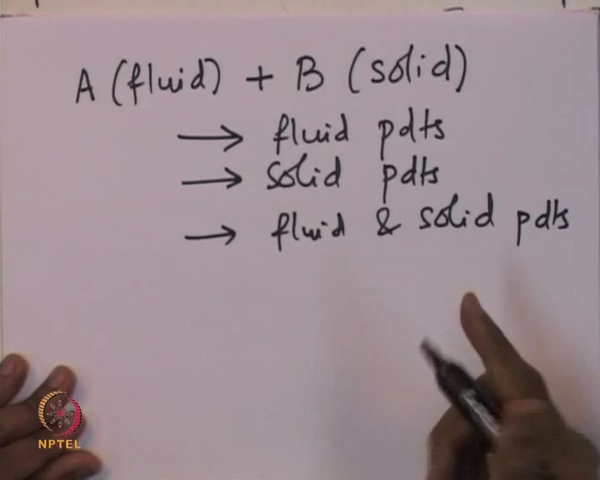 A (fluid) + B (solid)
→ fluid pdts
→ solid pdts
→ fluid & solid pdts
NPTEL